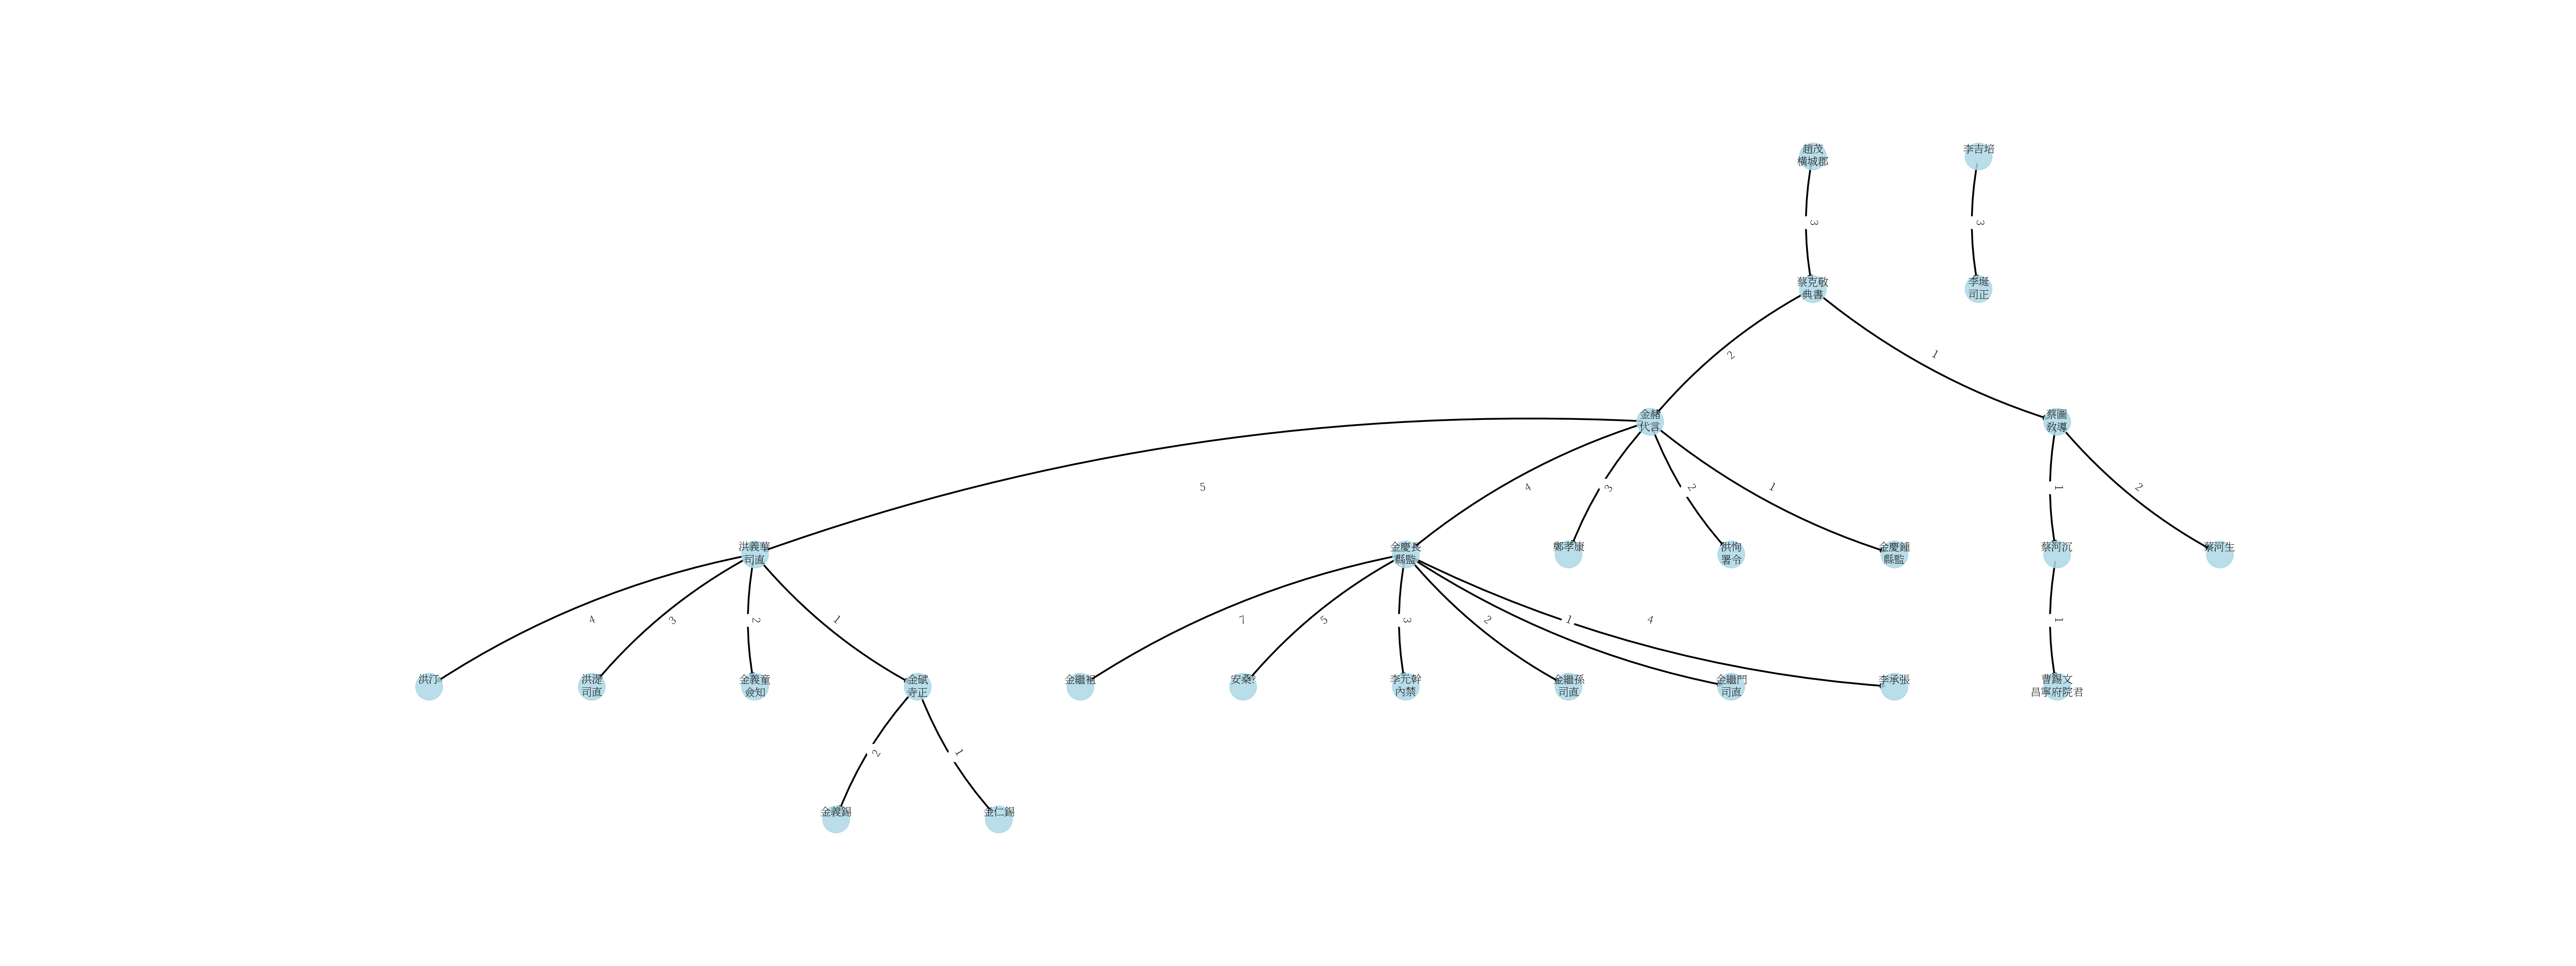 趙茂
橫城郡
李吉培
3
3
蔡克敬
典書
李埏
司正
2
1
金赭
代言
蔡圖
敎導
5
4
3
2
1
1
2
洪義華
司直
金慶長
縣監
鄭孝康
洪恂
署令
金慶鍾
縣監
蔡河沉
蔡河生
4
3
2
1
7
5
3
2
1
4
1
洪汀
洪湜
司直
金義童
僉知
金碔
寺正
金繼祖
安桑?
李元幹
內禁
金繼孫
司直
金繼門
司直
李承張
曹錫文
昌寧府院君
2
1
金義錫
金仁錫